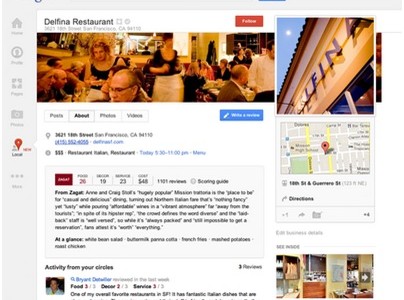 Delfina Restaurant
3621 18th Street San Francisco, CA 94110
Follow
Home
Profile
Pages
Photos
Local
NEW
More
Posts About Photos Videos
Write a review
3621 18th Street San Francisco, CA 94110
(415) 552-4055 · delfinasf.com
$$$ · Restaurant Italian, Restaurant · Today 5:30-11:00 pm · Menu
ZAGAT
FOOD 26
DECOR 19
SERVICE 23
COST $48
1101 reviews
Scoring guide
From Zagat: Anne and Craig Stoll's "hugely popular" Mission trattoria is the "place to be"
for "casual and delicious" dining, turning out Northern Italian fare that's "nothing fancy"
yet "lusty" while pouring "affordable" wines in a "vibrant atmosphere" far "away from the
tourists"; "in spite of its hipster rep", "the crowd defines the word diverse" and the "laid-
back" staff is "well versed", so while it's "always packed" and "still impossible to get a
reservation", fans attest it's "worth" "everything."
At a glance: white bean salad · buttermilk panna cotta · french fries · mashed potatoes ·
roast chicken
Activity from your circles
3 Reviews
Bryant Detwiller reviewed in the last week
Food 3 / 3 Decor 2 / 3 Service 3 / 3
One of my overall favorite restaurants in SF! It has fantastic Italian dishes that are
18th St & Guerrero St
Directions
Edit business details
SEE INSIDE